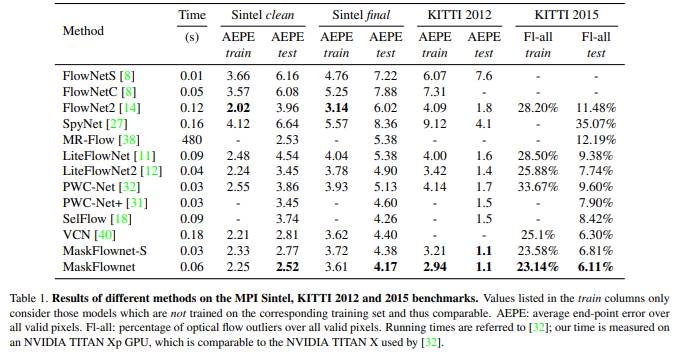 Method Time Sintel clean Sintel final KITTI 2012 KITTI 2015
(s) AEPE train AEPE test AEPE train AEPE test AEPE train AEPE test Fl-all train Fl-all test
FlowNetS [8] 0.01 3.66 6.16 4.76 7.22 6.07 7.6 - -
FlowNetC [8] 0.05 3.57 6.08 5.25 7.88 7.31 - - -
FlowNet2 [14] 0.12 2.02 3.96 3.14 6.02 4.09 1.8 28.20% 11.48%
SpyNet [27] 0.16 4.12 6.64 5.57 8.36 9.12 4.1 - 35.07%
MR-Flow [38] 480 - 2.53 - 5.38 - - - 12.19%
LiteFlowNet [11] 0.09 2.48 4.54 4.04 5.38 4.00 1.6 28.50% 9.38%
LiteFlowNet2 [12] 0.04 2.24 3.45 3.78 4.90 3.42 1.4 25.88% 7.74%
PWC-Net [32] 0.03 2.55 3.86 3.93 5.13 4.14 1.7 33.67% 9.60%
PWC-Net+ [31] 0.03 - 3.45 - 4.60 - 1.5 - 7.90%
SelFlow [18] 0.09 - 3.74 - 4.26 - 1.5 - 8.42%
VCN [40] 0.18 2.21 2.81 3.62 4.40 - - 25.1% 6.30%
MaskFlownet-S 0.03 2.33 2.77 3.72 4.38 3.21 1.1 23.58% 6.81%
MaskFlownet 0.06 2.25 2.52 3.61 4.17 2.94 1.1 23.14% 6.11%
Table 1. Results of different methods on the MPI Sintel, KITTI 2012 and 2015 benchmarks. Values listed in the train columns only
consider those models which are not trained on the corresponding training set and thus comparable. AEPE: average end-point error over
all valid pixels. Fl-all: percentage of optical flow outliers over all valid pixels. Running times are referred to [32]; our time is measured on
an NVIDIA TITAN Xp GPU, which is comparable to the NVIDIA TITAN X used by [32].